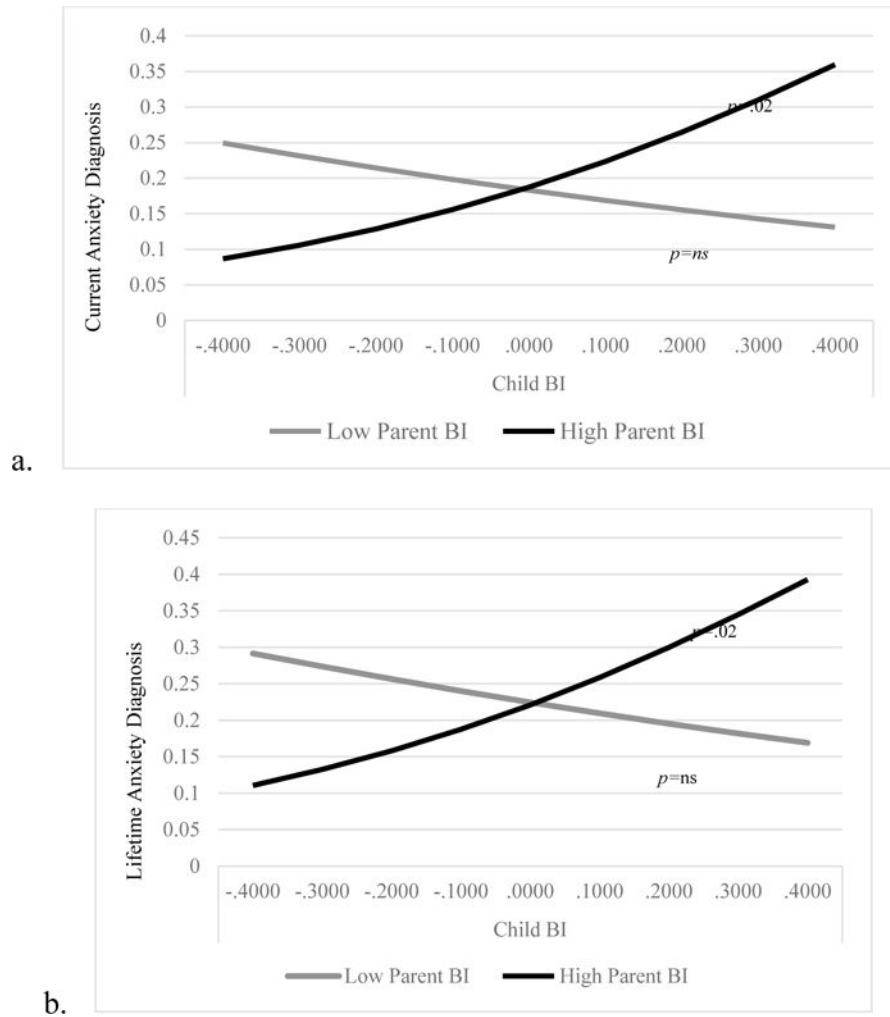 0.4
0.35
0.3
0.25
0.2
0.15
0.1
0.05
0
Current Anxiety Diagnosis
p=.02
p=ns
-.4000 -.3000 -.2000 -.1000 .0000 .1000 .2000 .3000 .4000
Child BI
Low Parent BI High Parent BI
a.
0.45
0.4
0.35
0.3
0.25
0.2
0.15
0.1
0.05
0
Lifetime Anxiety Diagnosis
p=.02
p=ns
-.4000 -.3000 -.2000 -.1000 .0000 .1000 .2000 .3000 .4000
Child BI
Low Parent BI High Parent BI
b.